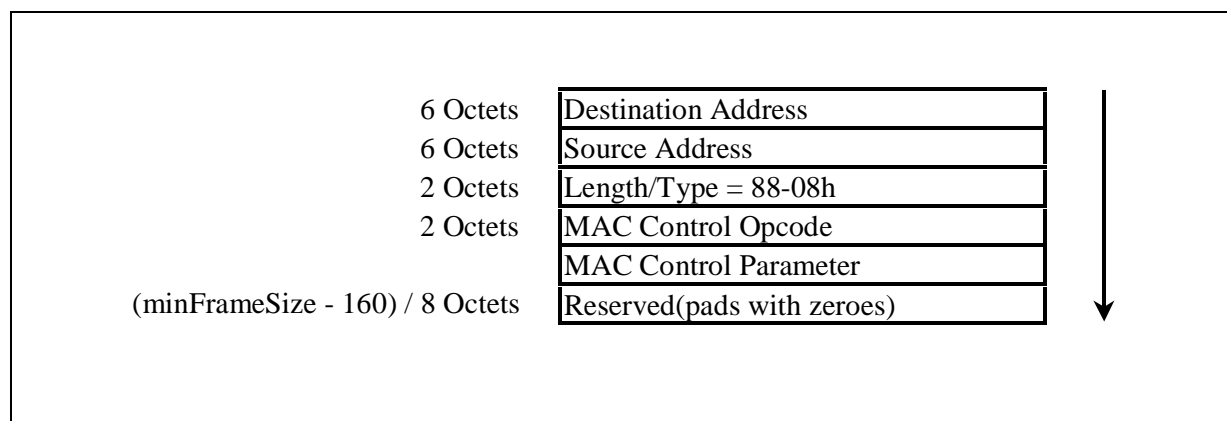 6 Octets Destination Address
6 Octets Source Address
2 Octets Length/Type = 88-08h
2 Octets MAC Control Opcode
MAC Control Parameter
(minFrameSize - 160) / 8 Octets Reserved(pads with zeroes)